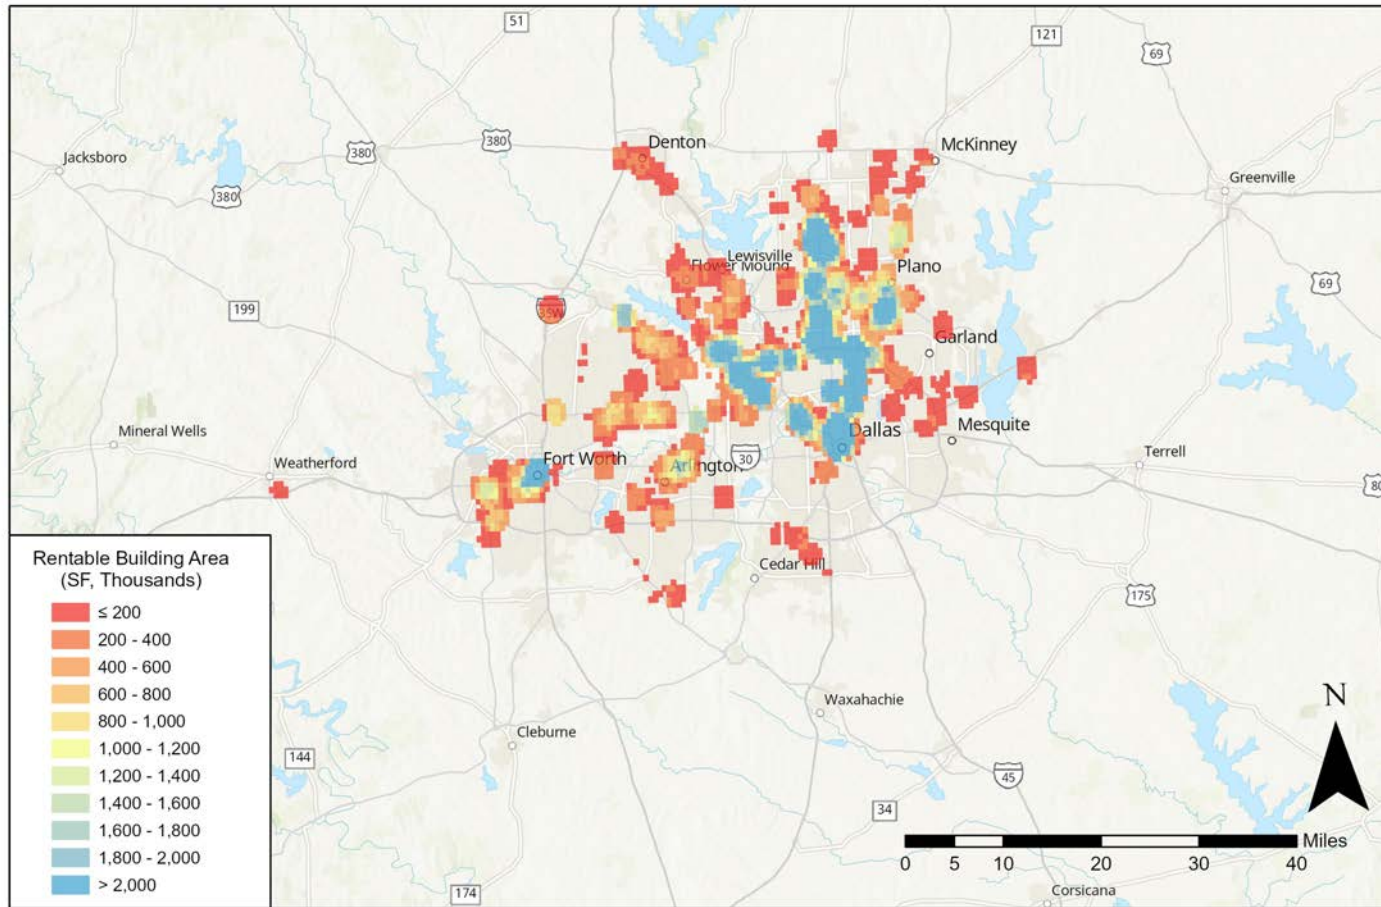 51
121
69
Denton
McKinney
380
380
Jacksboro
Greenville
380
Lewisville
Flower Mound
Plano
69
199
35W
Garland
Mineral Wells
Dallas
Mesquite
Terrell
Weatherford
Fort Worth
30
Arlington
80
Rentable Building Area
(SF, Thousands)
≤ 200
200 - 400
400 - 600
600 - 800
800 - 1,000
1,000 - 1,200
1,200 - 1,400
1,400 - 1,600
1,600 - 1,800
1,800 - 2,000
> 2,000
Cedar Hill
175
Waxahachie
N
Cleburne
144
45
34
Miles
0 5 10 20 30 40
174
Corsicana